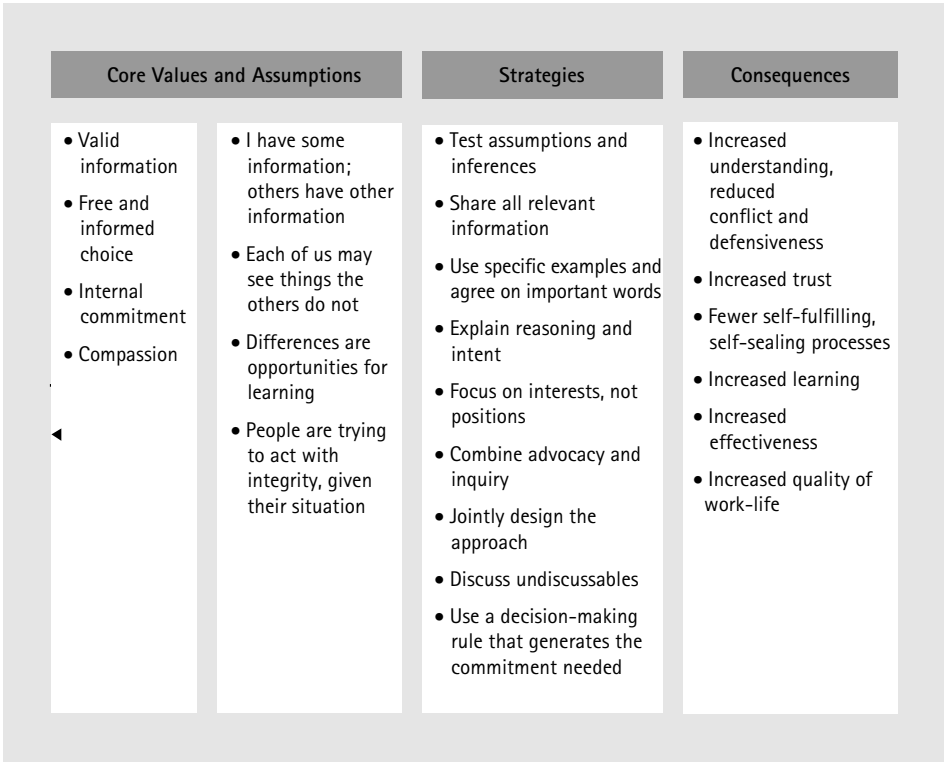 Core Values and Assumptions
Strategies
Consequences
• Valid
information
• Free and
informed
choice
• Internal
commitment
• Compassion
• I have some
information;
others have other
information
• Each of us may
see things the
others do not
• Differences are
opportunities for
learning
• People are trying
to act with
integrity, given
their situation
• Test assumptions and
inferences
• Share all relevant
information
• Use specific examples and
agree on important words
• Explain reasoning and
intent
• Focus on interests, not
positions
• Combine advocacy and
inquiry
• Jointly design the
approach
• Discuss undiscussables
• Use a decision-making
rule that generates the
commitment needed
• Increased
understanding,
reduced
conflict and
defensiveness
• Increased trust
• Fewer self-fulfilling,
self-sealing processes
• Increased learning
• Increased
effectiveness
• Increased quality of
work-life